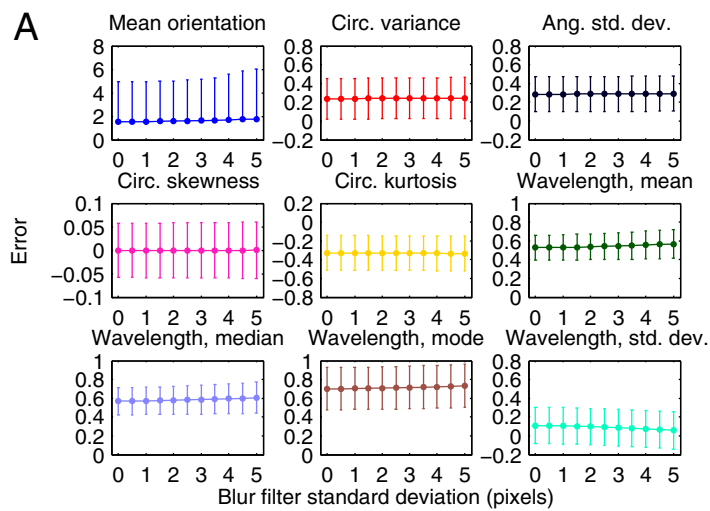 A
Mean orientation Circ. variance Ang. std. dev.
8 0.8 0.8
6 0.6 0.6
4 0.4 0.4
2 0.2 0.2
0 0 0
−0.2 −0.2
0 1 2 3 4 5 0 1 2 3 4 5 0 1 2 3 4 5
Circ. skewness Circ. kurtosis Wavelength, mean
0.1 0.2 1
0.05 0 0.8
0 −0.2 0.6
−0.05 −0.4 0.4
−0.1 −0.6 0.2
−0.8 0
Error
0 1 2 3 4 5 0 1 2 3 4 5 0 1 2 3 4 5
Wavelength, median Wavelength, mode Wavelength, std. dev.
1 1 0.8
0.8 0.8 0.6
0.6 0.6 0.4
0.4 0.4 0.2
0.2 0.2 0
0 0 −0.2
0 1 2 3 4 5 0 1 2 3 4 5 0 1 2 3 4 5
Blur filter standard deviation (pixels)